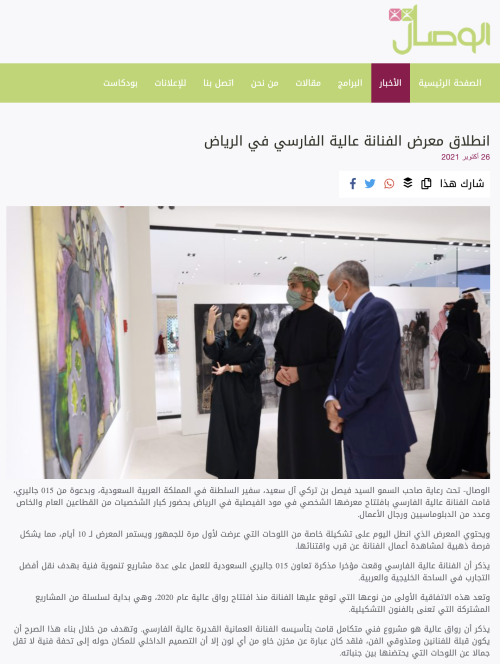 الوصال
الصفحة الرئيسية الأخبار البرامج مقالات من نحن اتصل بنا للإعلانات بودكاست
انطلاق معرض الفنانة عالية الفارسي في الرياض
26 أكتوبر 2021
شارك هذا
الوصال- تحت رعاية صاحب السمو السيد فيصل بن تركي آل سعيد، سفير السلطنة في المملكة العربية السعودية، وبدعوة من 015 جاليري،
قامت الفنانة عالية الفارسي بافتتاح معرضها الشخصي في مود الفيصلية في الرياض بحضور كبار الشخصيات من القطاعين العام والخاص
وعدد من الدبلوماسيين ورجال الأعمال.
ويحتوي المعرض الذي انطل اليوم على تشكيلة خاصة من اللوحات التي عرضت لأول مرة للجمهور ويستمر المعرض لـ 10 أيام، مما يشكل
فرصة ذهبية لمشاهدة أعمال الفنانة عن قرب واقتنائها.
يذكر أن الفنانة عالية الفارسي وقعت مؤخرا مذكرة تعاون 015 جاليري السعودية للعمل على عدة مشاريع تنموية فنية بهدف نقل أفضل
التجارب في الساحة الخليجية والعربية.
وتعد هذه الاتفاقية الأولى من نوعها التي توقع عليها الفنانة منذ افتتاح رواق عالية عام 2020، وهي بداية لسلسلة من المشاريع
المشتركة التي تعنى بالفنون التشكيلية.
يذكر أن رواق عالية هو مشروع فني متكامل قامت بتأسيسه الفنانة العمانية القديرة عالية الفارسي. وتهدف من خلال بناء هذا الصرح أن
يكون قبلة للفنانين ومتذوقي الفن، فلقد كان عبارة عن مخزن خاو من أي لون إلا أن التصميم الداخلي للمكان حوله إلى تحفة فنية لا تقل
جمالا عن اللوحات التي يحتضنها بين جنباته.